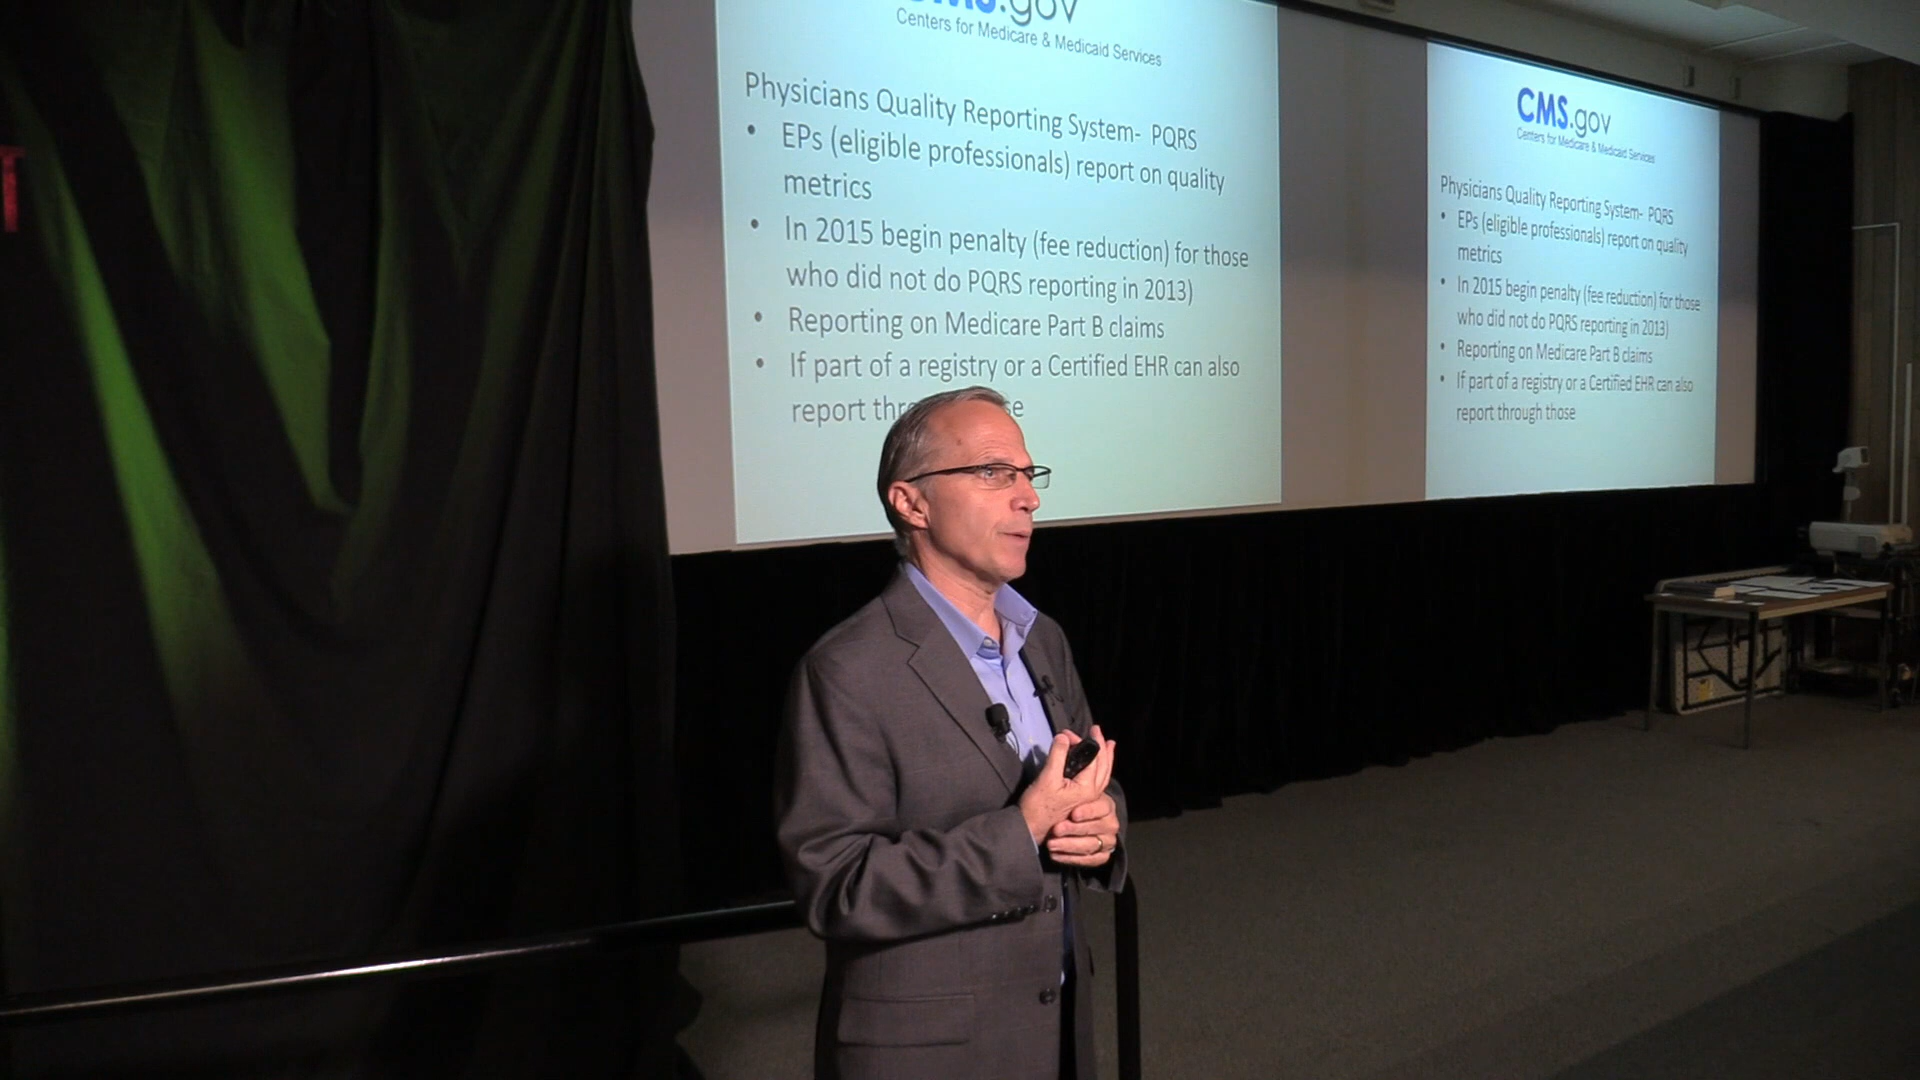 CMS.gov
Centers for Medicare & Medicaid Services
Physicians Quality Reporting System- PQRS
• EPs (eligible professionals) report on quality
metrics
• In 2015 begin penalty (fee reduction) for those
who did not do PQRS reporting in 2013)
• Reporting on Medicare Part B claims
• If part of a registry or a Certified EHR can also
report thr se
CMS.gov
Centers for Medicare & Medicaid Services
Physicians Quality Reporting System- PQRS
• EPs (eligible professionals) report on quality
metrics
• In 2015 begin penalty (fee reduction) for those
who did not do PQRS reporting in 2013)
• Reporting on Medicare Part B claims
• If part of a registry or a Certified EHR can also
report through those